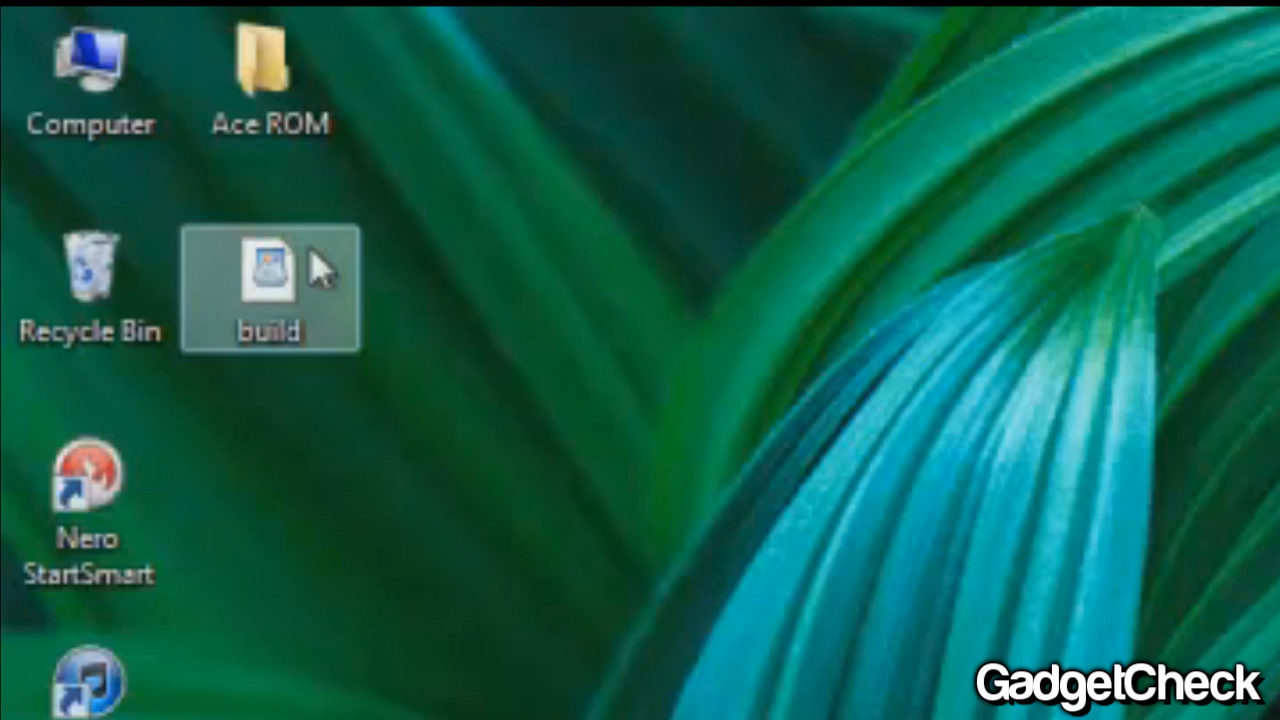 Computer
Ace ROM
Recycle Bin
build
Nero
StartSmart
GadgetCheck